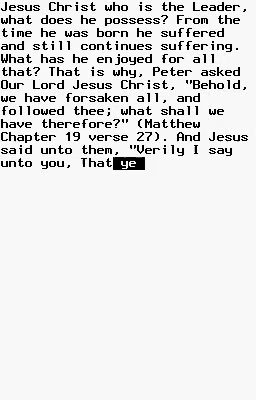 Jesus Christ who is the Leader,
what does he possess? From the
time he was born he suffered
and still continues suffering.
What has he enjoyed for all
that? That is why, Peter asked
Our Lord Jesus Christ, "Behold,
we have forsaken all, and
followed thee; what shall we
have therefore?" (Matthew
Chapter 19 verse 27). And Jesus
said unto them, "Verily I say
unto you, That ye